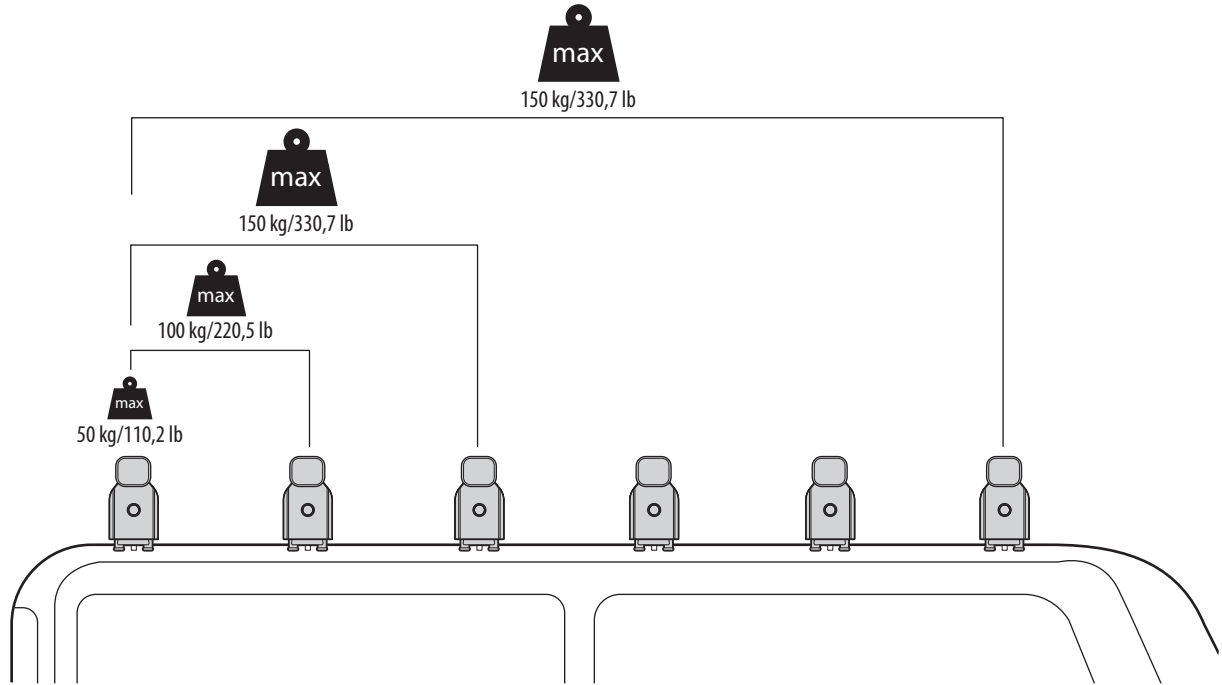 max
150 kg/330,7 lb
max
150 kg/330,7 lb
max
100 kg/220,5 lb
max
50 kg/110,2 lb